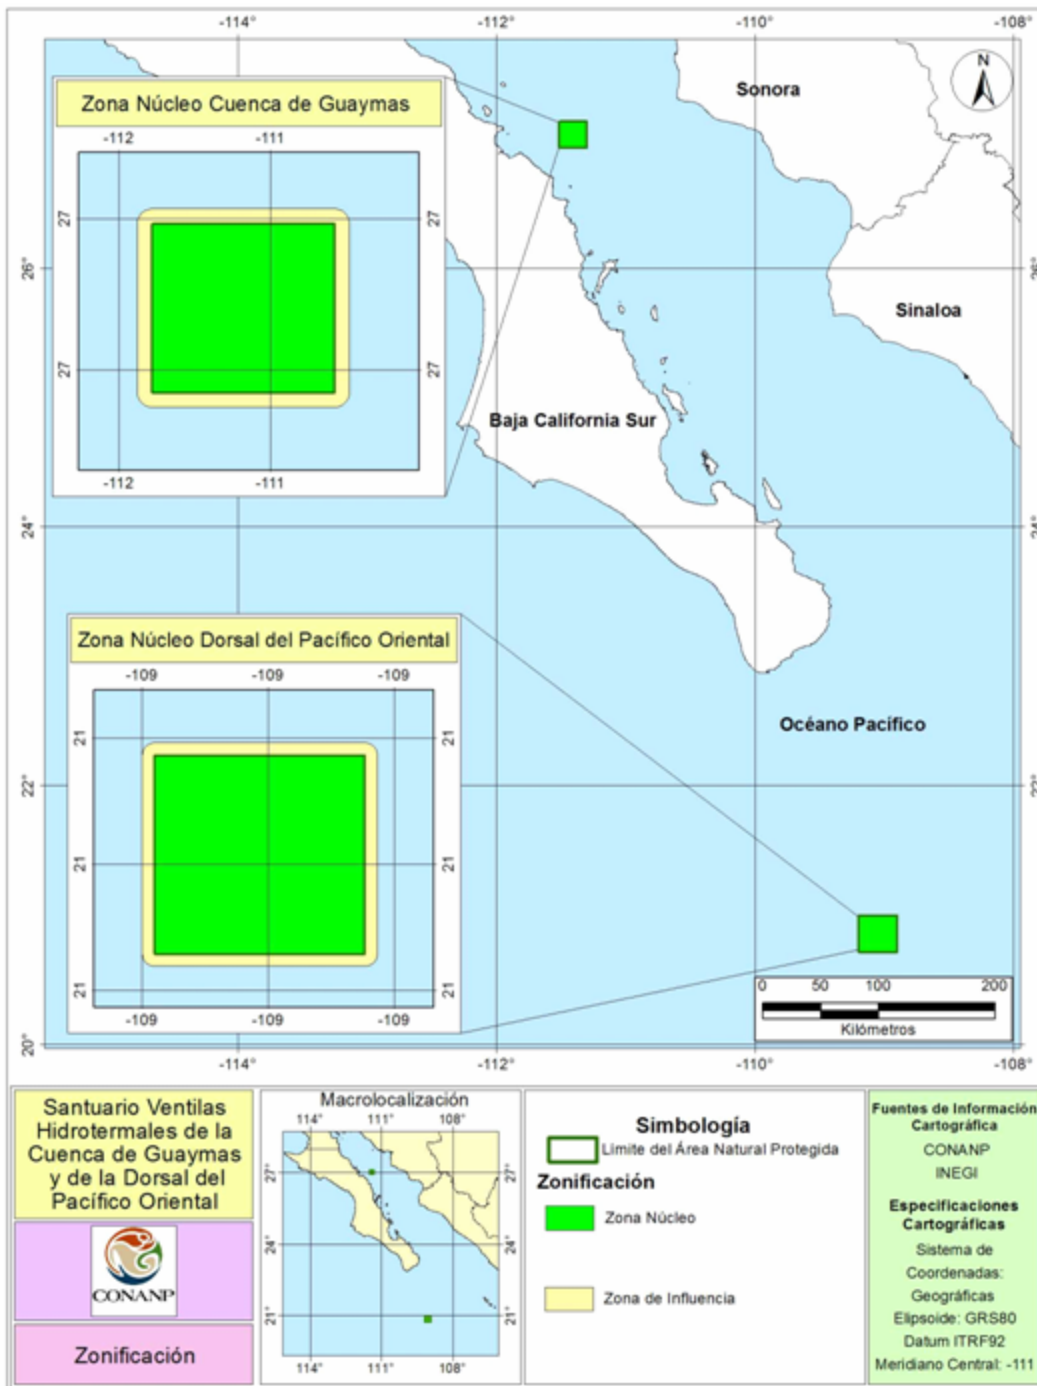 -114°
-112°
-110°
-108°
N
Sonora
Zona Núcleo Cuenca de Guaymas
-112
-111
27
27
27
27
-112
-111
26°
26°
Sinaloa
Baja California Sur
24°
24°
Zona Núcleo Dorsal del Pacífico Oriental
-109
-109
-109
21
21
21
21
21
21
-109
-109
-109
Océano Pacífico
22°
22°
0
50
100
200
Kilómetros
20°
-114°
-112°
-110°
-108°
Santuario Ventilas
Hidrotermales de la
Cuenca de Guaymas
y de la Dorsal del
Pacífico Oriental
CONANP
Zonificación
Macrolocalización
114°
111°
108°
27°
27°
24°
24°
21°
21°
114°
111°
108°
Simbología
Limite del Área Natural Protegida
Zonificación
Zona Núcleo
Zona de Influencia
Fuentes de Información
Cartográfica
CONANP
INEGI
Especificaciones
Cartográficas
Sistema de
Coordenadas:
Geográficas
Elipsoide: GRS80
Datum ITRF92
Meridiano Central: -111